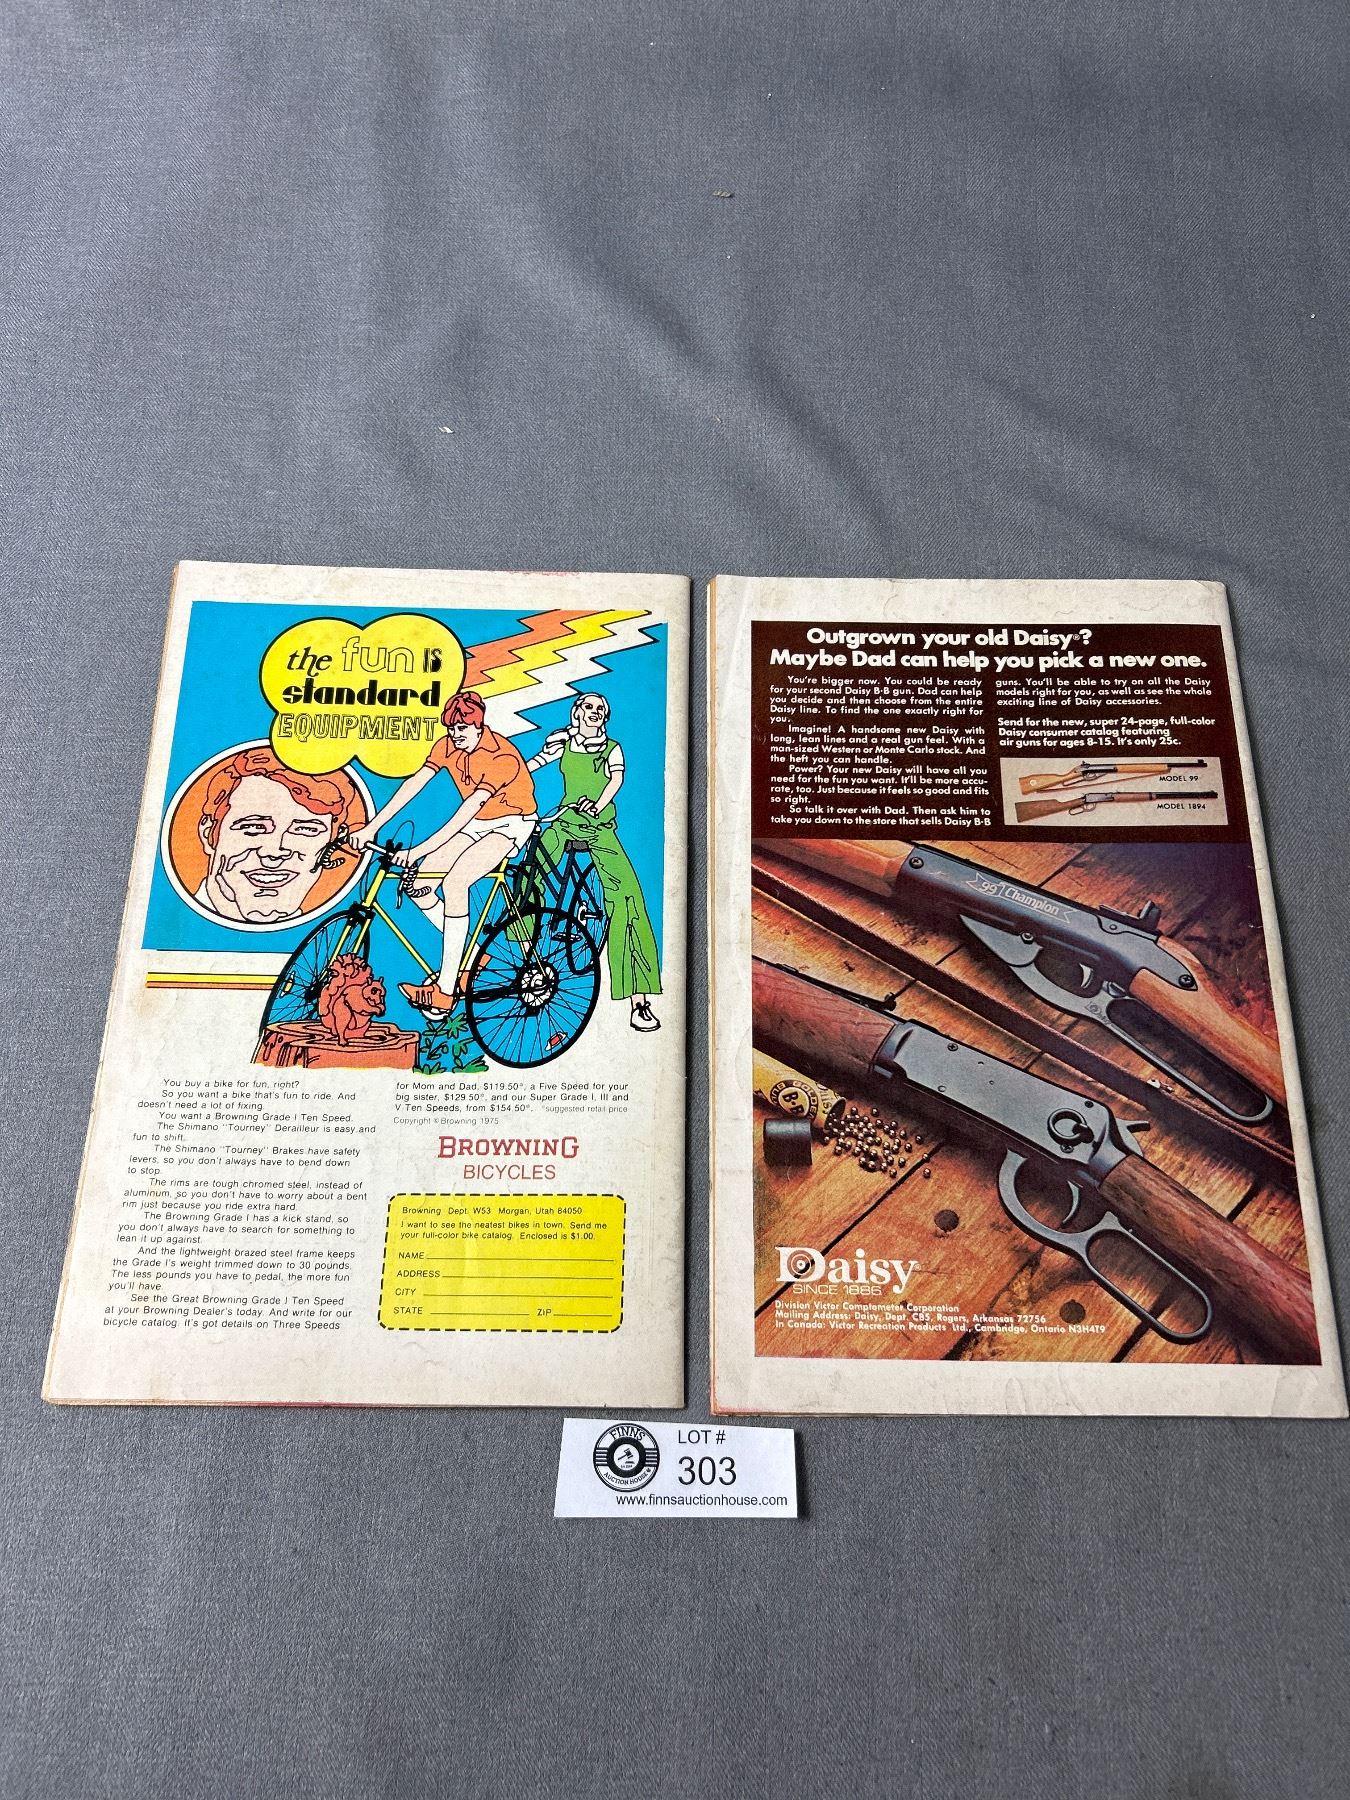 the fun IS
standard
EQUIPMENT
You buy a bike for fun, right?
So you want a bike that's fun to ride. And
doesn't need a lot of fixing.
You want a Browning Grade I Ten Speed.
The Shimano "Tourney" Derailleur is easy and
fun to shift.
The Shimano "Tourney" Brakes have safety
levers, so you don't always have to bend down
to stop.
The rims are tough chromed steel, instead of
aluminum, so you don't have to worry about a bent
rim just because you ride extra hard.
The Browning Grade I has a kick stand, so
you don't always have to search for something to
lean it up against.
And the lightweight brazed steel frame keeps
the Grade I's weight trimmed down to 30 pounds.
The less pounds you have to pedal, the more fun
you'll have.
See the Great Browning Grade I Ten Speed
at your Browning Dealer's today. And write for our
bicycle catalog. It's got details on Three Speeds
for Mom and Dad, $119.50*, a Five Speed for your
big sister, $129.50*, and our Super Grade I, III and
V Ten Speeds, from $154.50*. *suggested retail price
Copyright © Browning 1975
BROWNING
BICYCLES
Browning Dept. W53 Morgan, Utah 84050
I want to see the neatest bikes in town. Send me
your full-color bike catalog. Enclosed is $1.00.
NAME
ADDRESS
CITY
STATE ZIP
Outgrown your old Daisy®?
Maybe Dad can help you pick a new one.
You're bigger now. You could be ready
for your second Daisy B·B gun. Dad can help
you decide and then choose from the entire
Daisy line. To find the one exactly right for
you.
Imagine! A handsome new Daisy with
long, lean lines and a real gun feel. With a
man-sized Western or Monte Carlo stock. And
the heft you can handle.
Power? Your new Daisy will have all you
need for the fun you want. It'll be more accu-
rate, too. Just because it feels so good and fits
so right.
So talk it over with Dad. Then ask him to
take you down to the store that sells Daisy B·B
guns. You'll be able to try on all the Daisy
models right for you, as well as see the whole
exciting line of Daisy accessories.
Send for the new, super 24-page, full-color
Daisy consumer catalog featuring
air guns for ages 8-15. It's only 25c.
MODEL 99
MODEL 1894
99 Champion
B·B
Daisy®
SINCE 1886
Division Victor Comptometer Corporation
Mailing Address: Daisy, Dept. CB5, Rogers, Arkansas 72756
In Canada: Victor Recreation Products Ltd., Cambridge, Ontario N3H4T9
FINNS
AUCTION HOUSE
LOT #
303
www.finnsauctionhouse.com